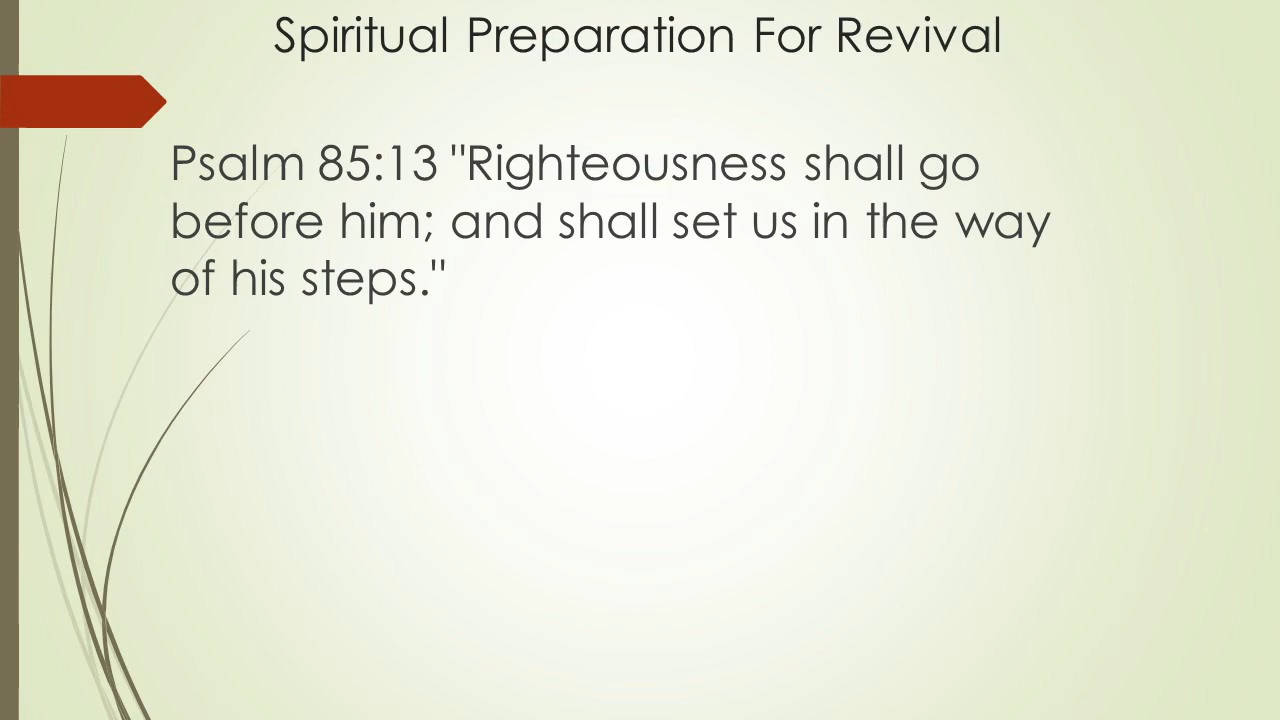 Spiritual Preparation For Revival
Psalm 85:13 "Righteousness shall go
before him; and shall set us in the way
of his steps."